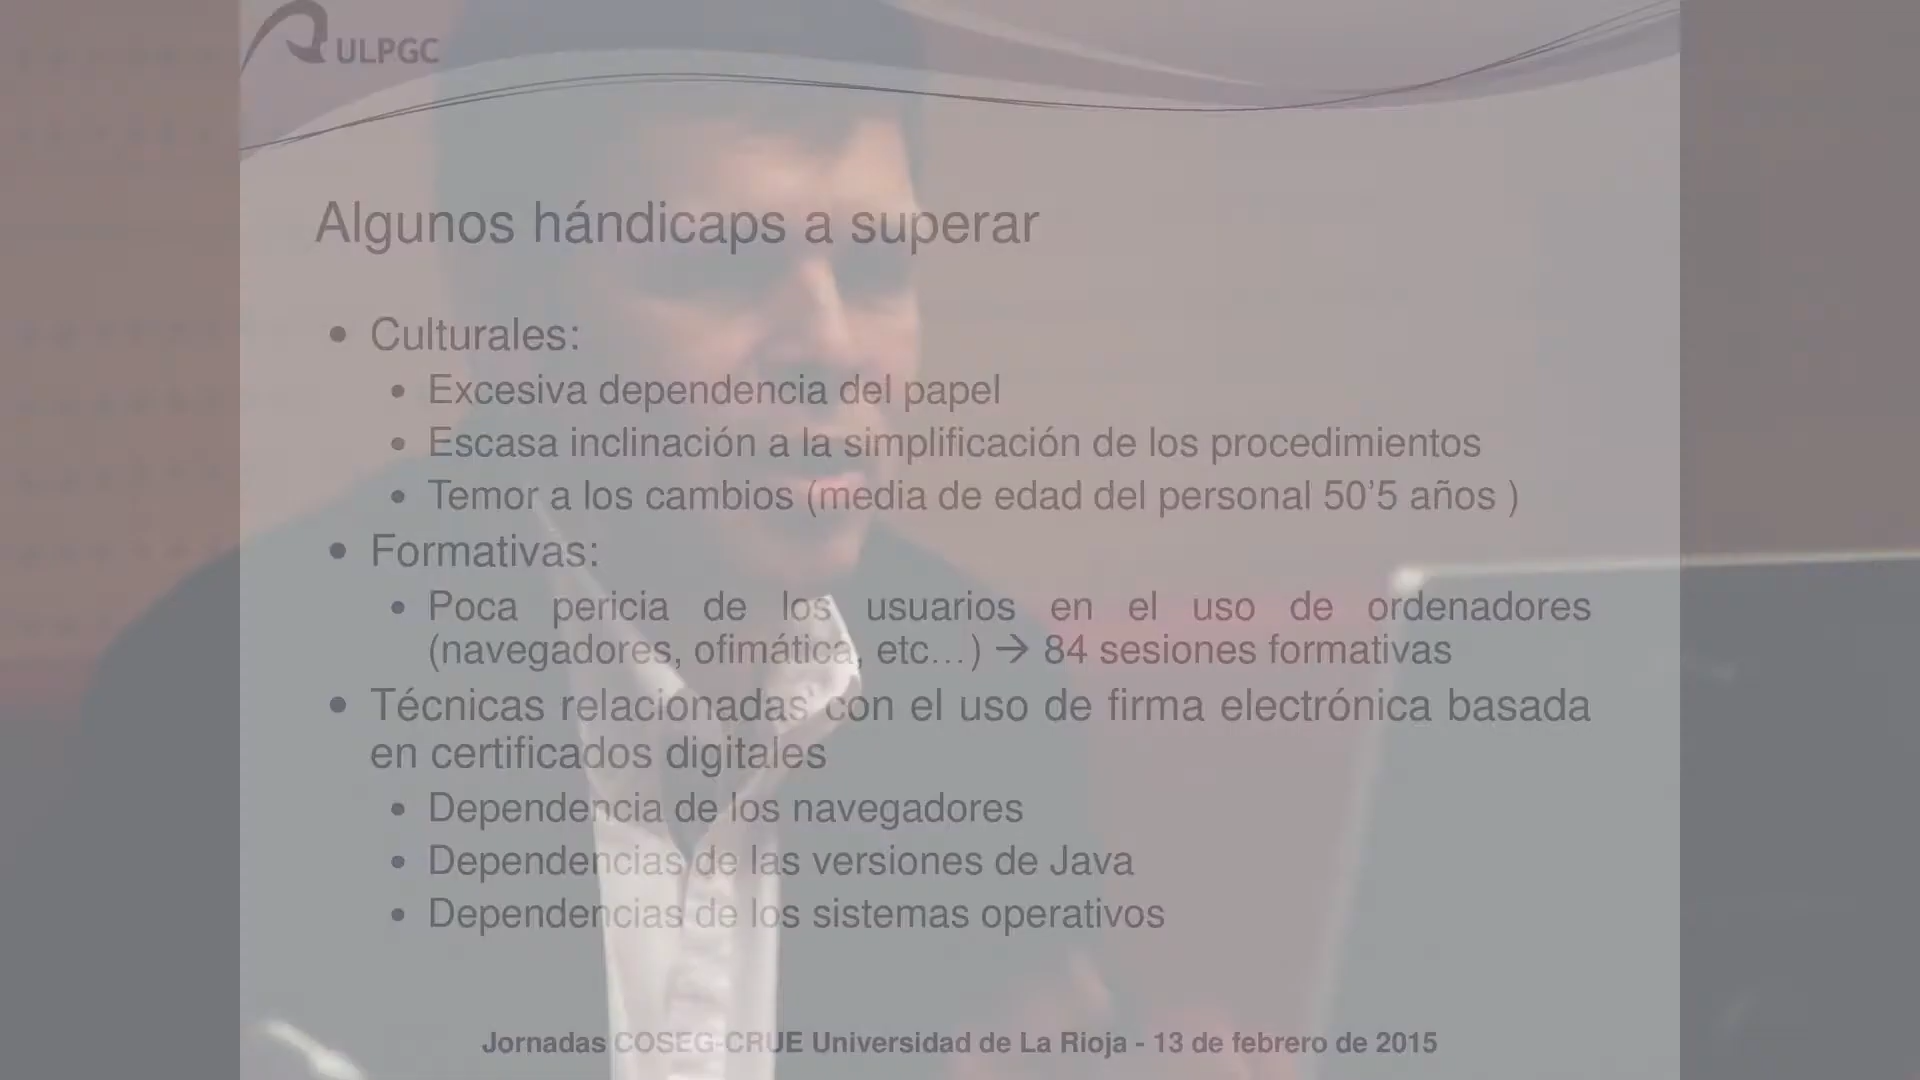 ULPGC
Algunos hándicaps a superar
• Culturales:
• Excesiva dependencia del papel
• Escasa inclinación a la simplificación de los procedimientos
• Temor a los cambios (media de edad del personal 50’5 años )
• Formativas:
• Poca pericia de los usuarios en el uso de ordenadores
(navegadores, ofimática, etc…) → 84 sesiones formativas
• Técnicas relacionadas con el uso de firma electrónica basada
en certificados digitales
• Dependencia de los navegadores
• Dependencias de las versiones de Java
• Dependencias de los sistemas operativos
Jornadas COSEG-CRUE Universidad de La Rioja - 13 de febrero de 2015